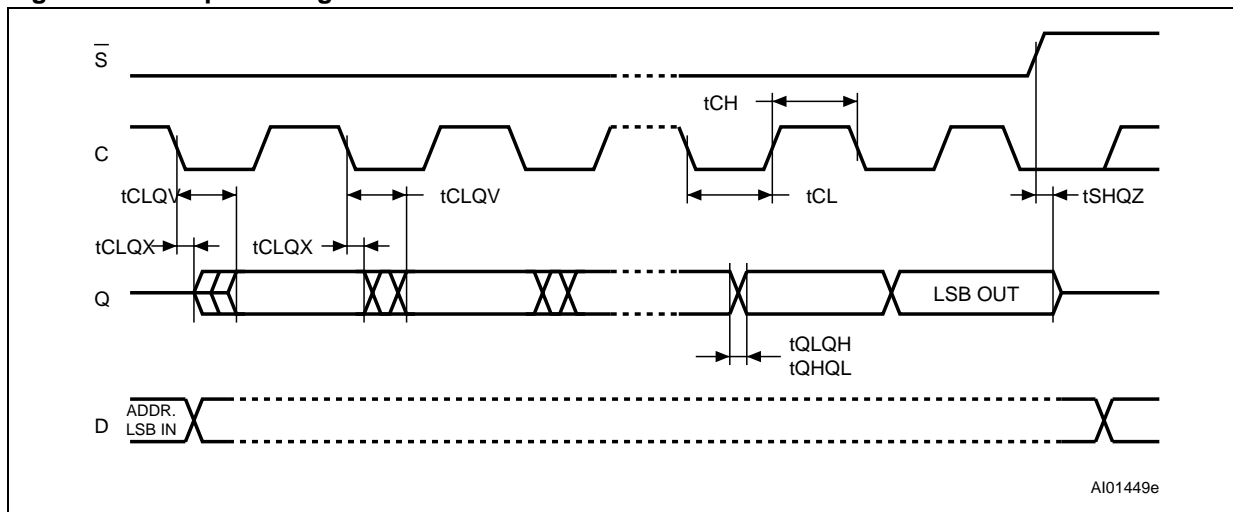 S
tCH
C
tCLQV
tCLQV
tCL
tSHQZ
tCLQX
tCLQX
Q
LSB OUT
tQLQH
tQHQL
ADDR.
D
LSB IN
AI01449e